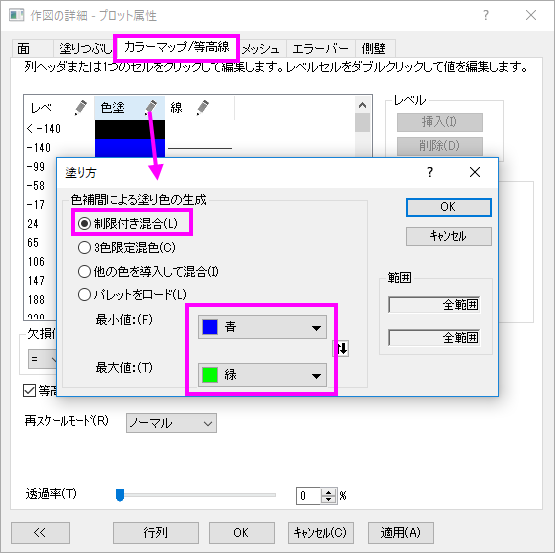 作図の詳細 - プロット属性
面
塗りつぶし
カラーマップ/等高線
メッシュ
エラーバー
側壁
列ヘッダまたは1つのセルをクリックして編集します。レベルセルをダブルクリックして値を編集します。
レベ
色塗
線
レベル
< -140
挿入(I)
-140
削除(D)
-99
-58
-17
24
65
106
147
188
塗り方
?
色補間による塗り色の生成
OK
制限付き混合(L)
キャンセル
3色限定混色(C)
他の色を導入して混合(I)
範囲
パレットをロード(L)
全範囲
最小値:(F)
青
全範囲
最大値:(T)
緑
欠損値
=
等高
再スケールモード(R)
ノーマル
透過率(T)
0
%
<<
行列
OK
キャンセル(C)
適用(A)